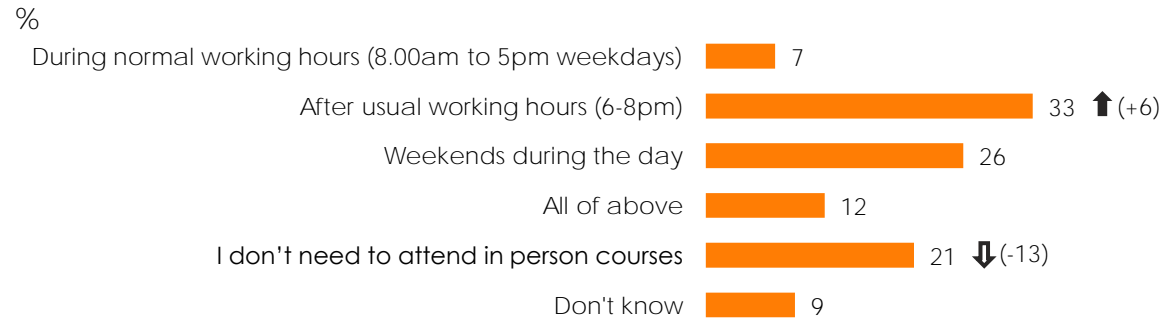 %
During normal working hours (8.00am to 5pm weekdays) 7
After usual working hours (6-8pm) 33 (+6)
Weekends during the day 26
All of above 12
I don't need to attend in person courses 21 (-13)
Don't know 9